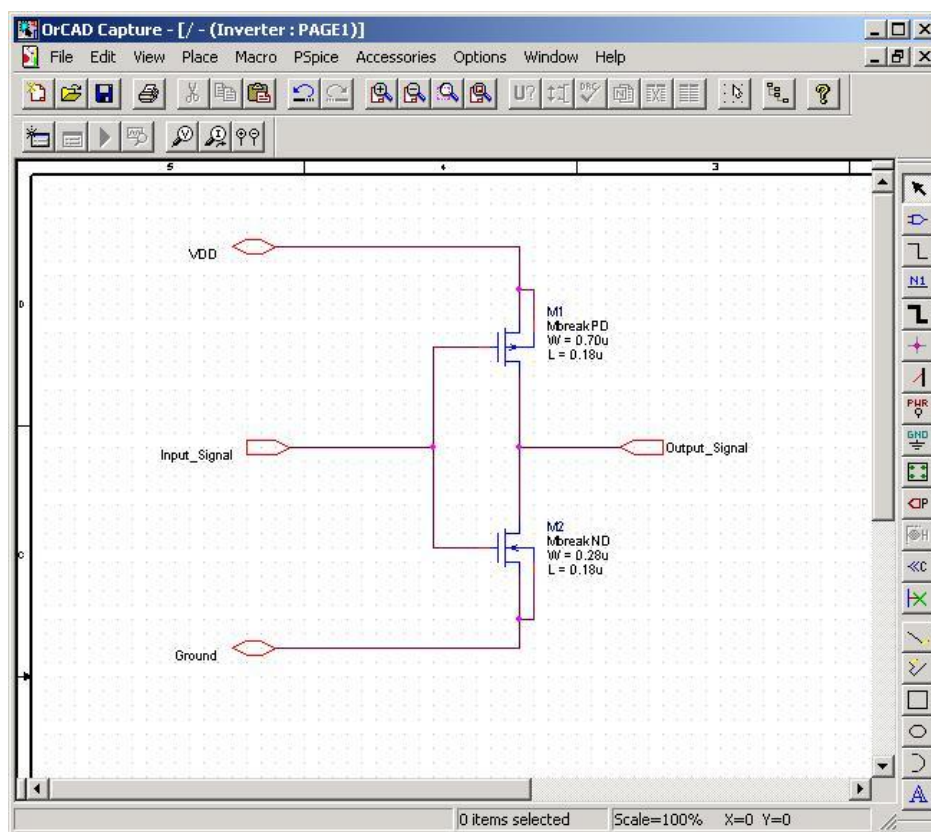 OrCAD Capture - [/ - (Inverter : PAGE1)]
File Edit View Place Macro PSpice Accessories Options Window Help
U? DRC
V I
5 4 3
VDD
D
M1
MbreakPD
W = 0.70u
L = 0.18u
Input_Signal
Output_Signal
M2
MbreakND
W = 0.28u
L = 0.18u
C
Ground
N1
PWR
GND
P
H
<<C
A
0 items selected Scale=100% X=0 Y=0